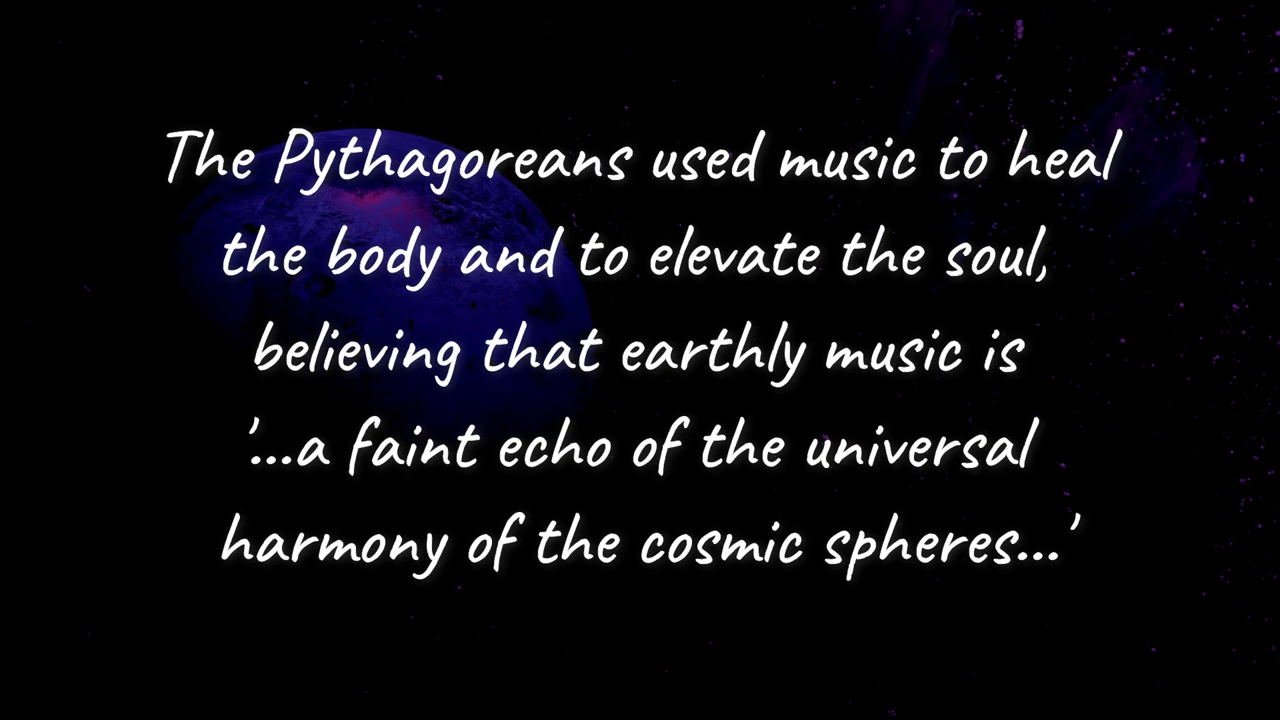 The Pythagoreans used music to heal
the body and to elevate the soul,
believing that earthly music is
'...a faint echo of the universal
harmony of the cosmic spheres...'